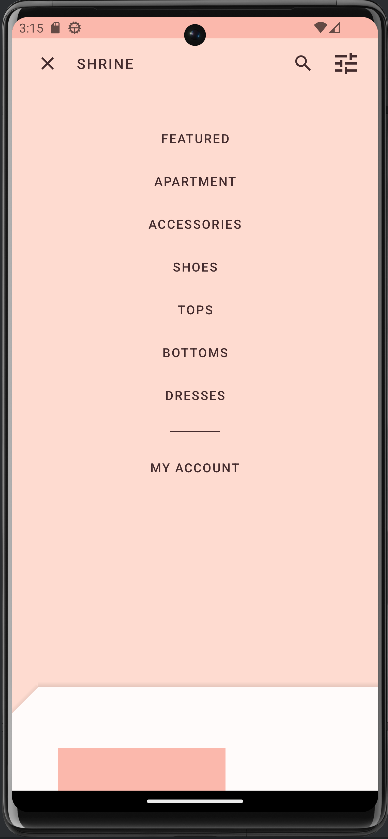 3:15
SHRINE
FEATURED
APARTMENT
ACCESSORIES
SHOES
TOPS
BOTTOMS
DRESSES
MY ACCOUNT